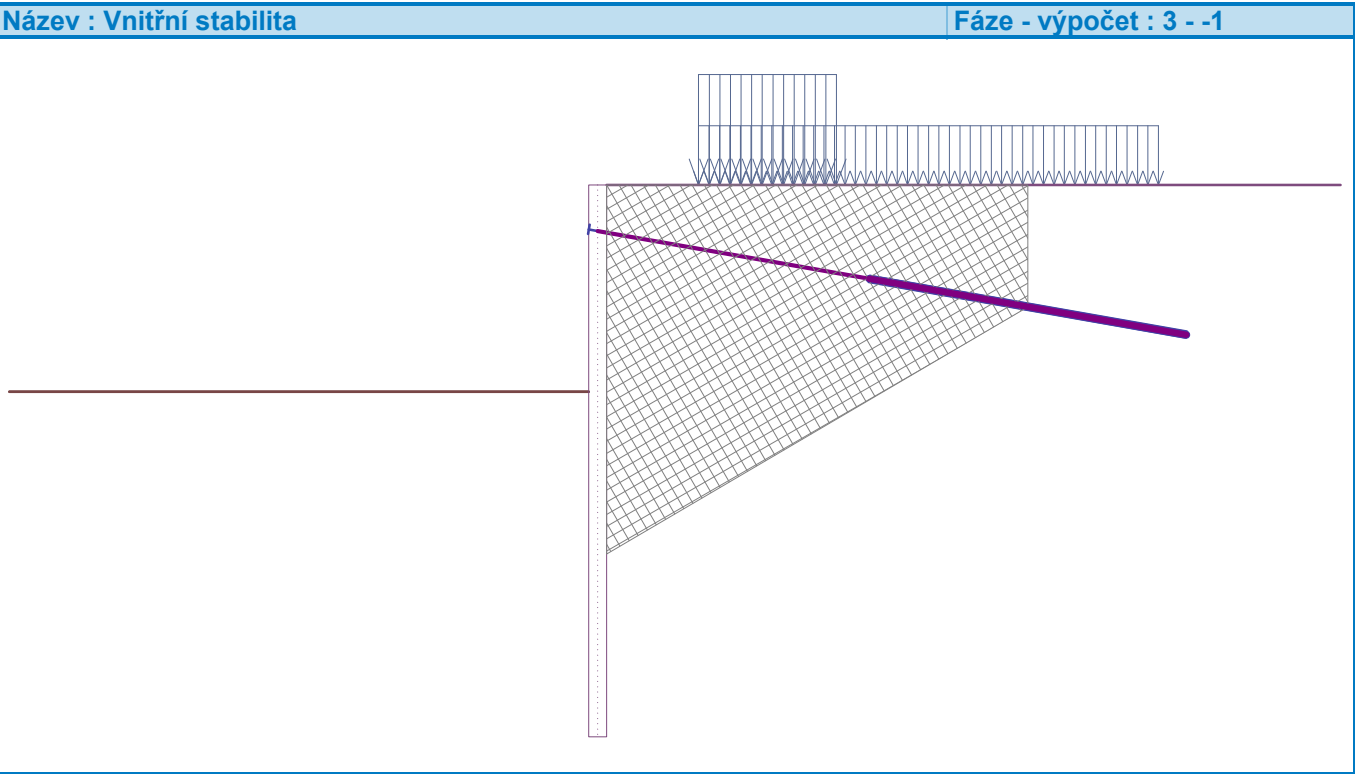 Název : Vnitřní stabilita
Fáze - výpočet : 3 - -1